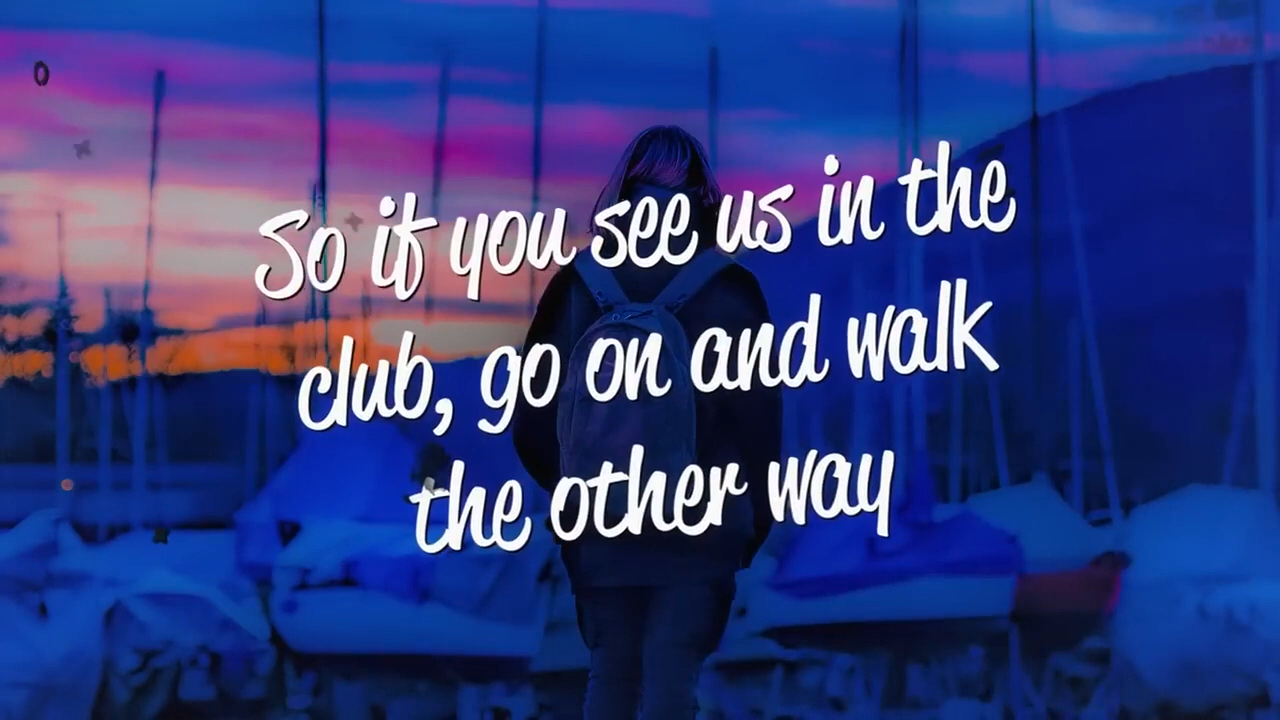 So if you see us in the
club, go on and walk
the other way